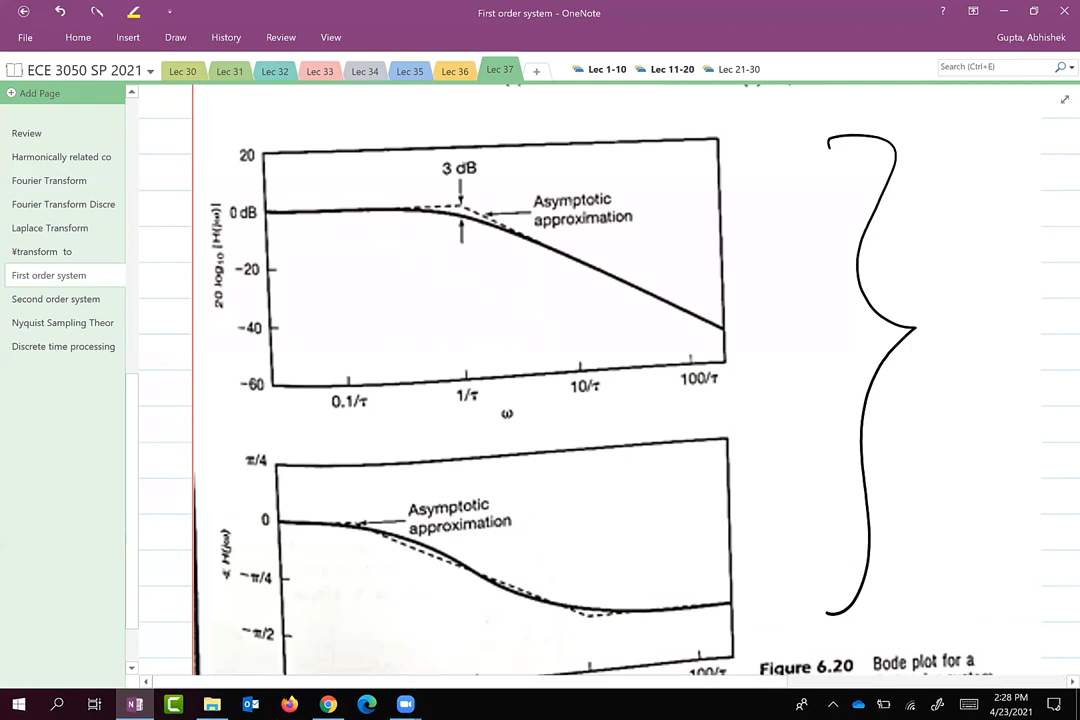 First order system - OneNote
Gupta, Abhishek
File Home Insert Draw History Review View
ECE 3050 SP 2021
Lec 30 Lec 31 Lec 32 Lec 33 Lec 34 Lec 35 Lec 36 Lec 37
Lec 1-10 Lec 11-20 Lec 21-30
Search (Ctrl+E)
Add Page
Review
Harmonically related co
Fourier Transform
Fourier Transform Discre
Laplace Transform
¥transform to
First order system
Second order system
Nyquist Sampling Theor
Discrete time processing
20
3 dB
Asymptotic
approximation
0 dB
20 log₁₀ |H(jω)|
−20
−40
−60
0.1/τ
1/τ
10/τ
100/τ
ω
π/4
Asymptotic
approximation
0
∢ H(jω)
−π/4
−π/2
100/τ
Figure 6.20 Bode plot for a
2:28 PM
4/23/2021